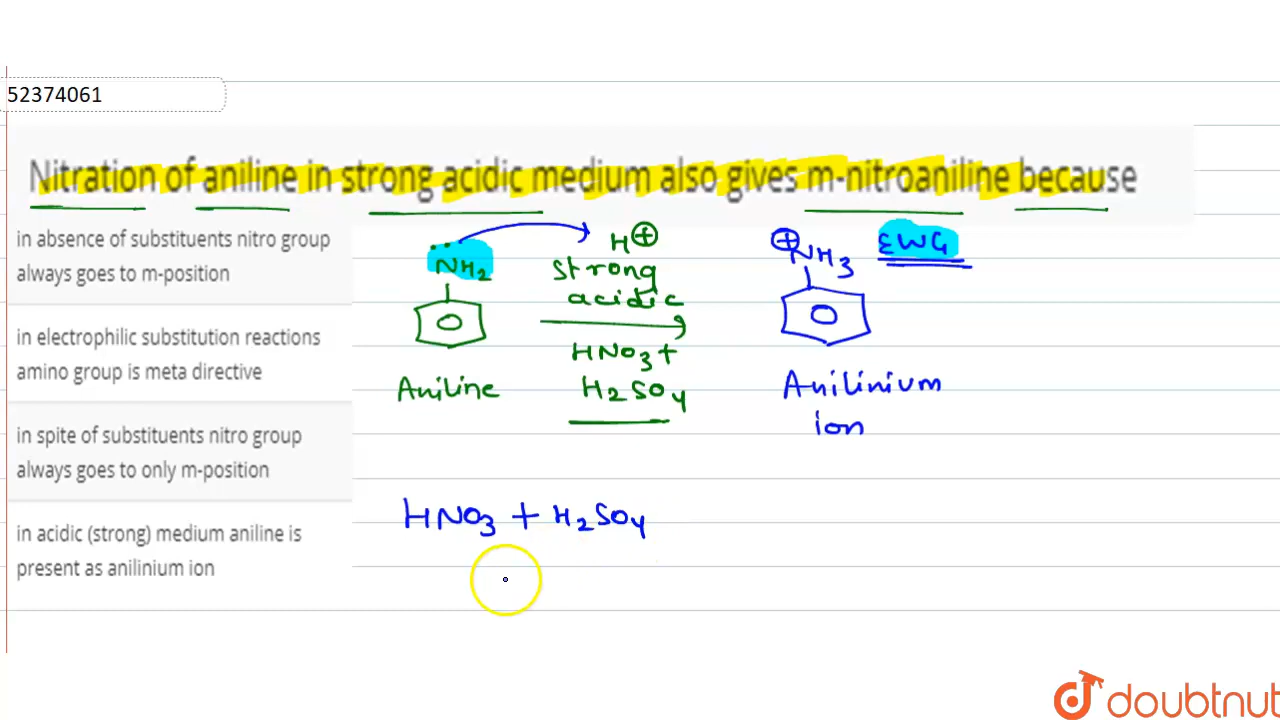 52374061
Nitration of aniline in strong acidic medium also gives m-nitroaniline because
in absence of substituents nitro group
always goes to m-position
in electrophilic substitution reactions
amino group is meta directive
in spite of substituents nitro group
always goes to only m-position
in acidic (strong) medium aniline is
present as anilinium ion
NH2
Aniline
H⊕
strong
acidic
HNO3 +
H2SO4
⊕NH3
EWG
Anilinium
ion
HNO3 + H2SO4
doubtnut